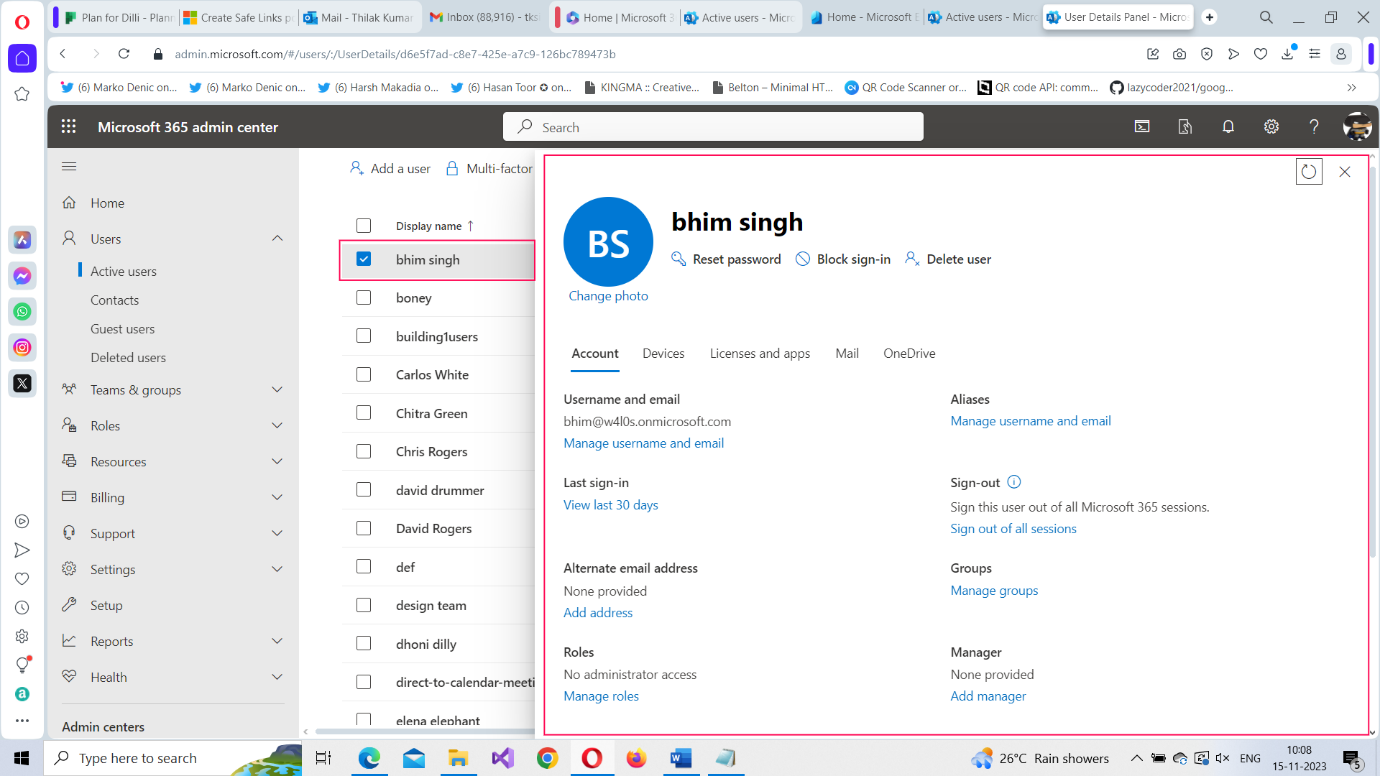 Plan for Dilli - Plann
Create Safe Links po
Mail - Thilak Kumar
Inbox (88,916) - tks
Home | Microsoft 3
Active users - Micro
Home - Microsoft E
Active users - Micro
User Details Panel - Micros
admin.microsoft.com/#/users/:/UserDetails/d6e5f7ad-c8e7-425e-a7c9-126bc789473b
(6) Marko Denic on...
(6) Marko Denic on...
(6) Harsh Makadia o...
(6) Hasan Toor ✪ on...
KINGMA :: Creative...
Belton – Minimal HT...
QR Code Scanner or...
QR code API: comm...
lazycoder2021/goog...
Microsoft 365 admin center
Search
Home
Users
Active users
Contacts
Guest users
Deleted users
Teams & groups
Roles
Resources
Billing
Support
Settings
Setup
Reports
Health
Admin centers
Add a user
Multi-factor
Display name ↑
bhim singh
boney
building1users
Carlos White
Chitra Green
Chris Rogers
david drummer
David Rogers
def
design team
dhoni dilly
direct-to-calendar-meeti
elena elephant
BS
Change photo
bhim singh
Reset password
Block sign-in
Delete user
Account
Devices
Licenses and apps
Mail
OneDrive
Username and email
bhim@w4l0s.onmicrosoft.com
Manage username and email
Aliases
Manage username and email
Last sign-in
View last 30 days
Sign-out
Sign this user out of all Microsoft 365 sessions.
Sign out of all sessions
Alternate email address
None provided
Add address
Groups
Manage groups
Roles
No administrator access
Manage roles
Manager
None provided
Add manager
Type here to search
26°C Rain showers
ENG
10:08
15-11-2023
5